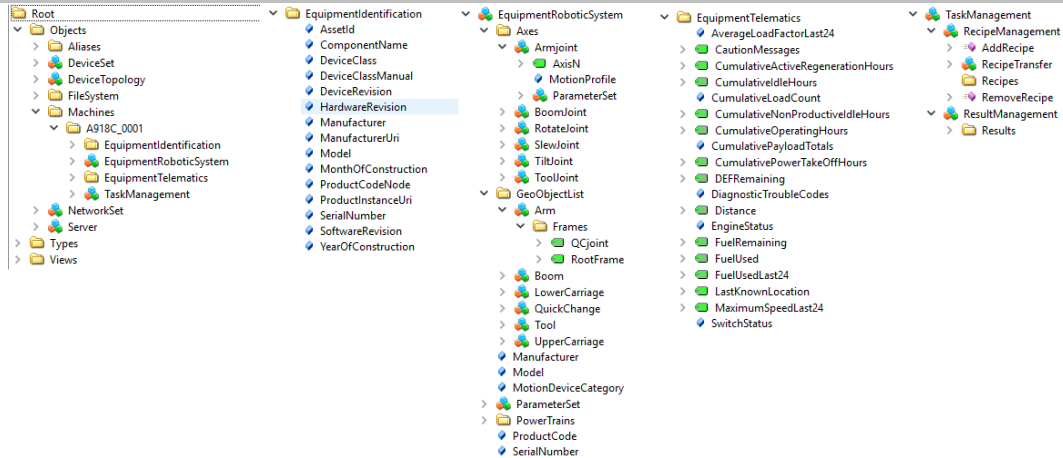 Root
Objects
Aliases
DeviceSet
DeviceTopology
FileSystem
Machines
A918C_0001
EquipmentIdentification
EquipmentRoboticSystem
EquipmentTelematics
TaskManagement
NetworkSet
Server
Types
Views
EquipmentIdentification
AssetId
ComponentName
DeviceClass
DeviceClassManual
DeviceRevision
HardwareRevision
Manufacturer
ManufacturerUri
Model
MonthOfConstruction
ProductCodeNode
ProductInstanceUri
SerialNumber
SoftwareRevision
YearOfConstruction
EquipmentRoboticSystem
Axes
Armjoint
AxisN
MotionProfile
ParameterSet
BoomJoint
RotateJoint
SlewJoint
TiltJoint
ToolJoint
GeoObjectList
Arm
Frames
QCjoint
RootFrame
Boom
LowerCarriage
QuickChange
Tool
UpperCarriage
Manufacturer
Model
MotionDeviceCategory
ParameterSet
PowerTrains
ProductCode
SerialNumber
EquipmentTelematics
AverageLoadFactorLast24
CautionMessages
CumulativeActiveRegenerationHours
CumulativeIdleHours
CumulativeLoadCount
CumulativeNonProductiveIdleHours
CumulativeOperatingHours
CumulativePayloadTotals
CumulativePowerTakeOffHours
DEFRemaining
DiagnosticTroubleCodes
Distance
EngineStatus
FuelRemaining
FuelUsed
FuelUsedLast24
LastKnownLocation
MaximumSpeedLast24
SwitchStatus
TaskManagement
RecipeManagement
AddRecipe
RecipeTransfer
Recipes
RemoveRecipe
ResultManagement
Results